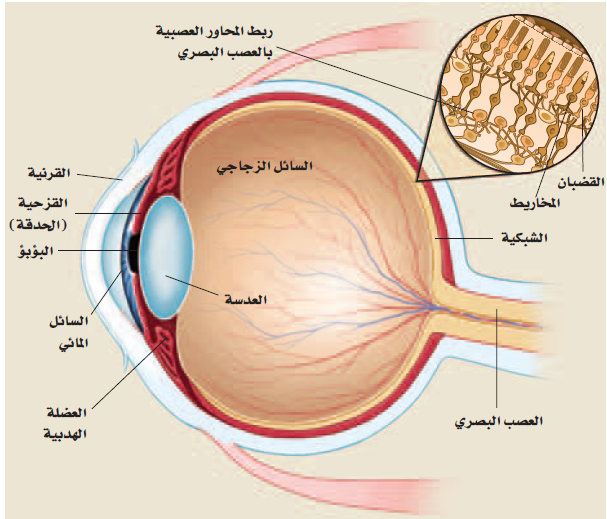 ربط المحاور العصبية
بالعصب البصري
القضبان
المخاريط
السائل الزجاجي
القرنية
القزحية
(الحدقة)
البؤبؤ
الشبكية
العدسة
السائل
المائي
العضلة
الهدبية
العصب البصري